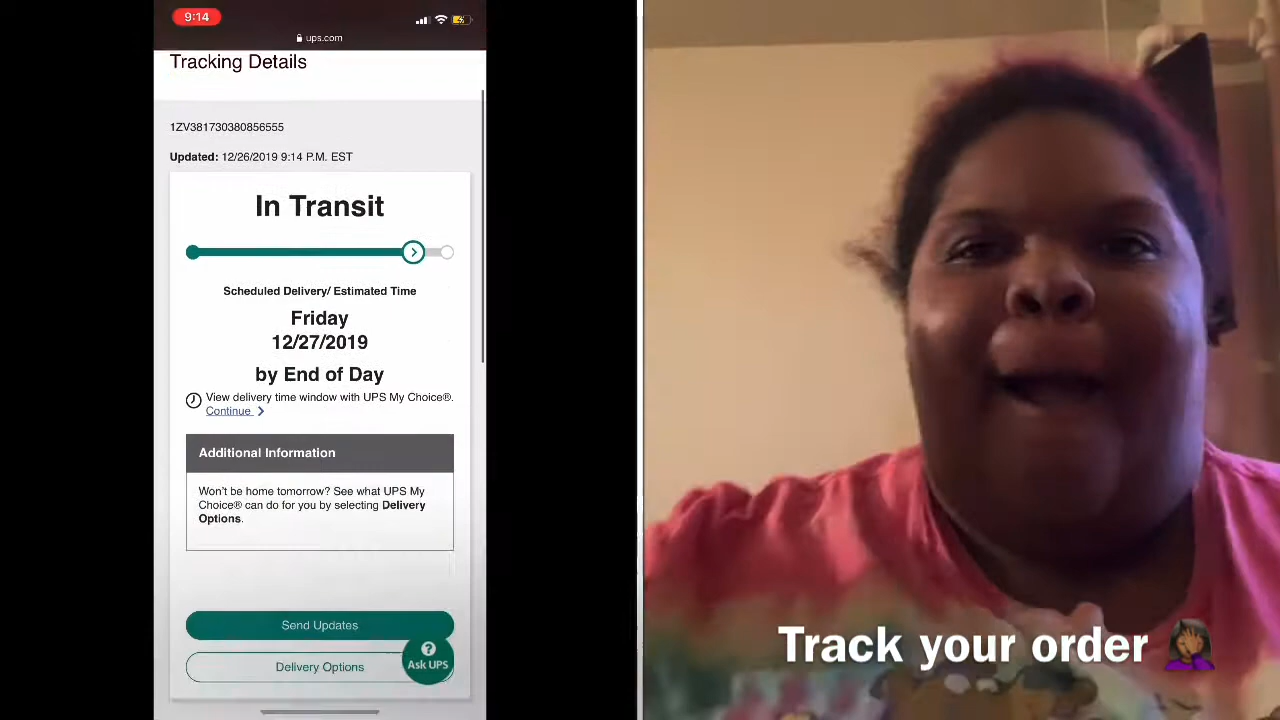 9:14
ups.com
Tracking Details
1ZV381730380856555
Updated: 12/26/2019 9:14 P.M. EST
In Transit
Scheduled Delivery/ Estimated Time
Friday
12/27/2019
by End of Day
View delivery time window with UPS My Choice®.
Continue
Additional Information
Won't be home tomorrow? See what UPS My
Choice® can do for you by selecting Delivery
Options.
Send Updates
Delivery Options
Ask UPS
Track your order 🤦🏾‍♀️